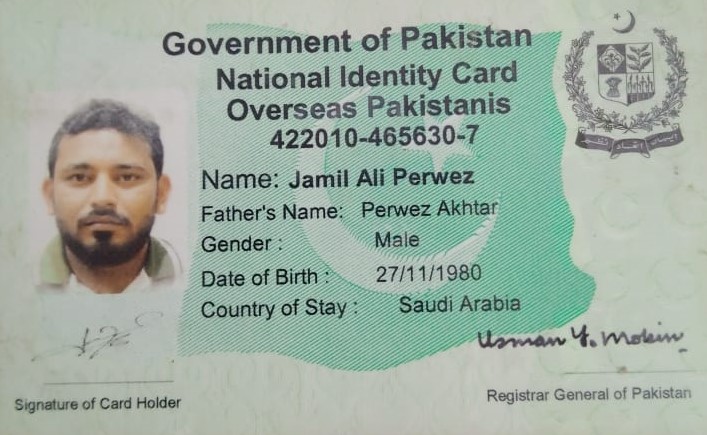 Government of Pakistan
National Identity Card
Overseas Pakistanis
422010-465630-7
Name: Jamil Ali Perwez
Father's Name: Perwez Akhtar
Gender : Male
Date of Birth : 27/11/1980
Country of Stay : Saudi Arabia
Usman Y. Mobin
Signature of Card Holder
Registrar General of Pakistan